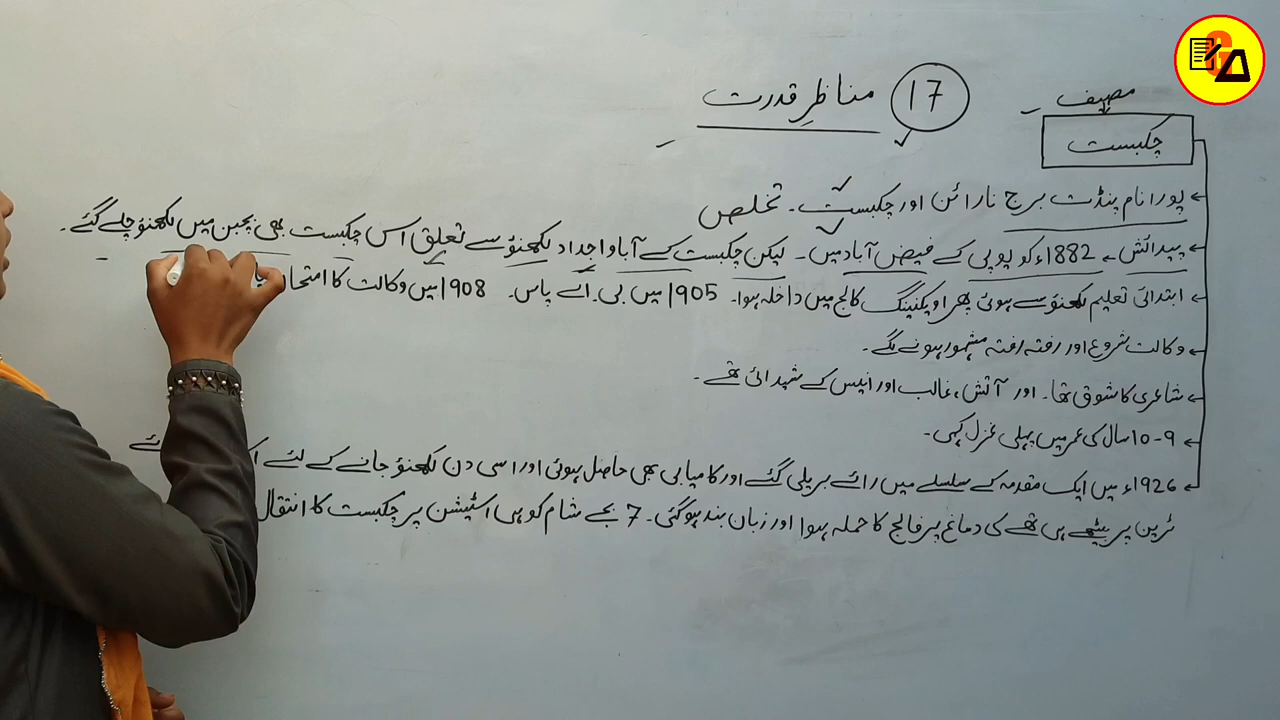 17 مناظرِ قدرت
مصنف
چکبست
پورا نام پنڈت برج نارائن اور چکبست۔ تخلص
پیدائش ۔ 1882ء کو یوپی کے فیض آباد میں ۔ لیکن چکبست کے آباواجداد لکھنؤ سے تعلق اس چکبست بھی بچپن میں لکھنؤ چلے گئے ۔
ابتدائی تعلیم لکھنؤ سے ہوئی پھر اوکیننگ کالج میں داخلہ ہوا۔ 1905 میں بی۔اے پاس۔ 1908 میں وکالت کا
وکالت شروع اور رفتہ رفتہ مشہور ہونے لگے۔
شاعری کا شوق تھا۔ اور آتش، غالب اور انیس کے شیدائی تھے۔
9-10 سال کی عمر میں پہلی غزل کہی۔
1926ء میں ایک مقدمہ کے سلسلے میں رائے بریلی گئے اور کامیابی بھی حاصل ہوئی اور اسی دن لکھنؤ جانے کے لئے
ٹرین پر بیٹھے ہی تھے کی دماغ پر فالج کا حملہ ہوا اور زبان بند ہوگئی۔ 7 بجے شام کو ہی اسٹیشن پر چکبست کا انتقال